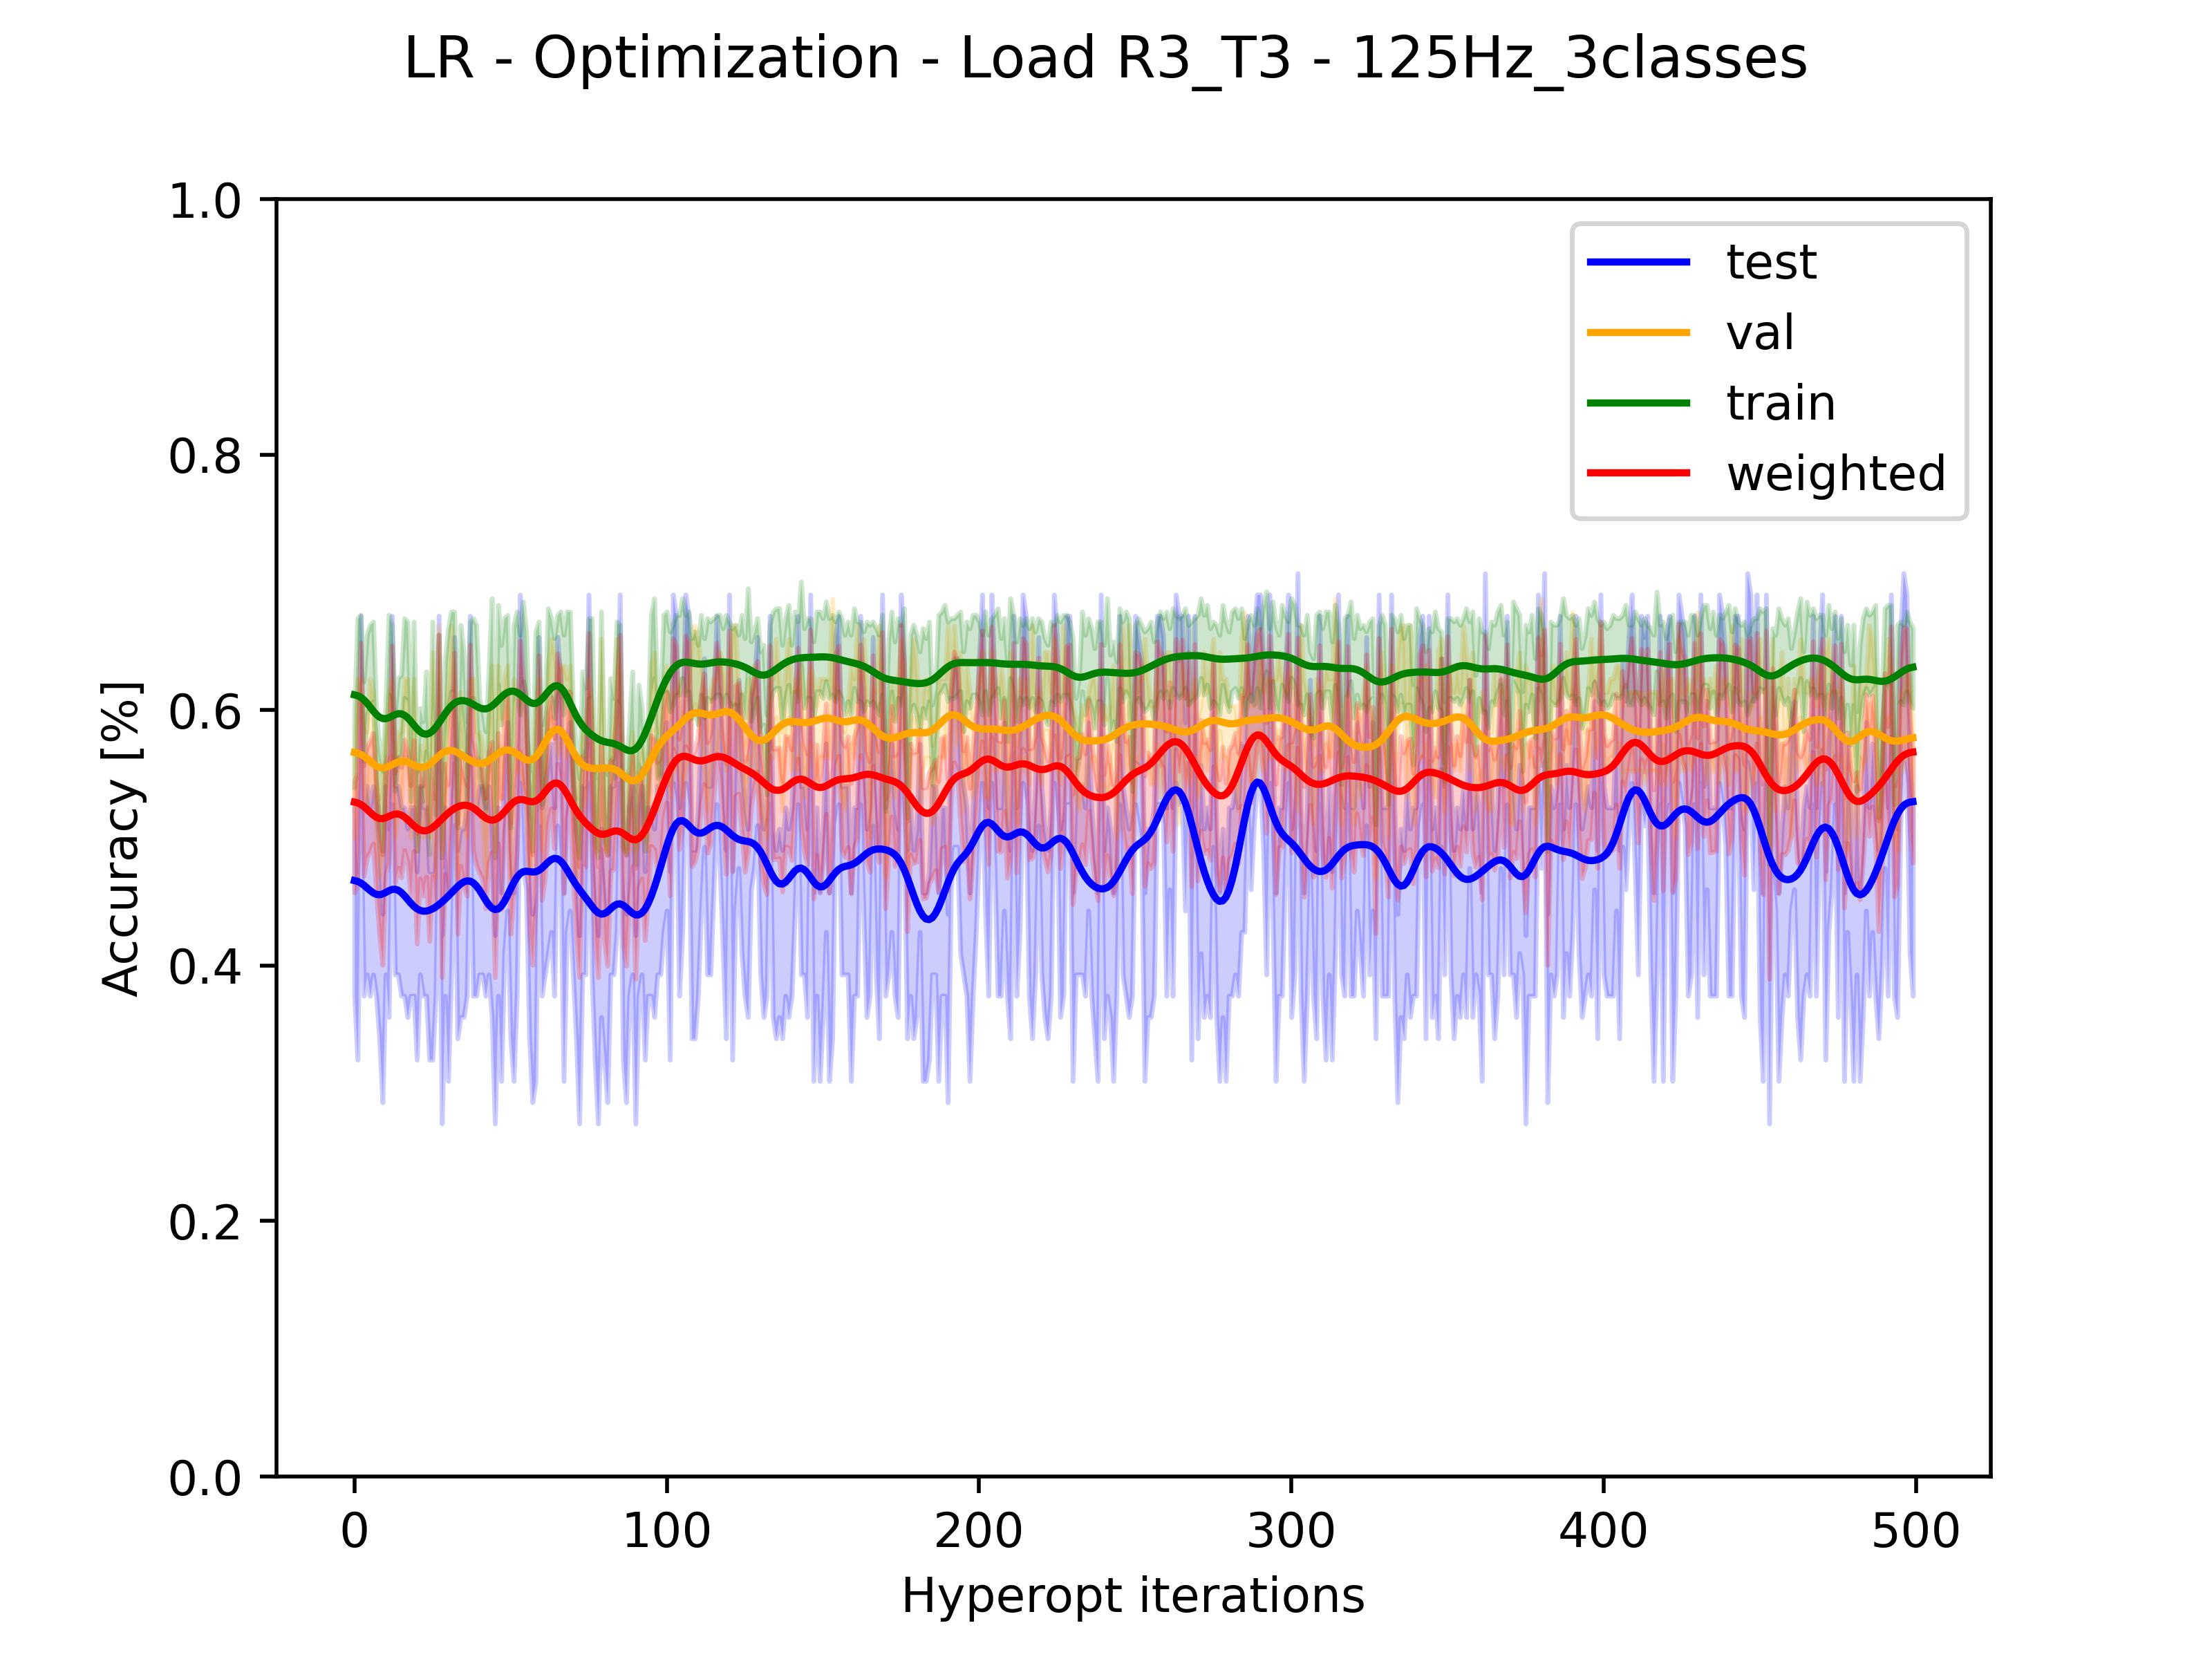 LR - Optimization - Load R3_T3 - 125Hz_3classes
1.0
0.8
0.6
0.4
0.2
0.0
Accuracy [%]
test
val
train
weighted
0 100 200 300 400 500
Hyperopt iterations